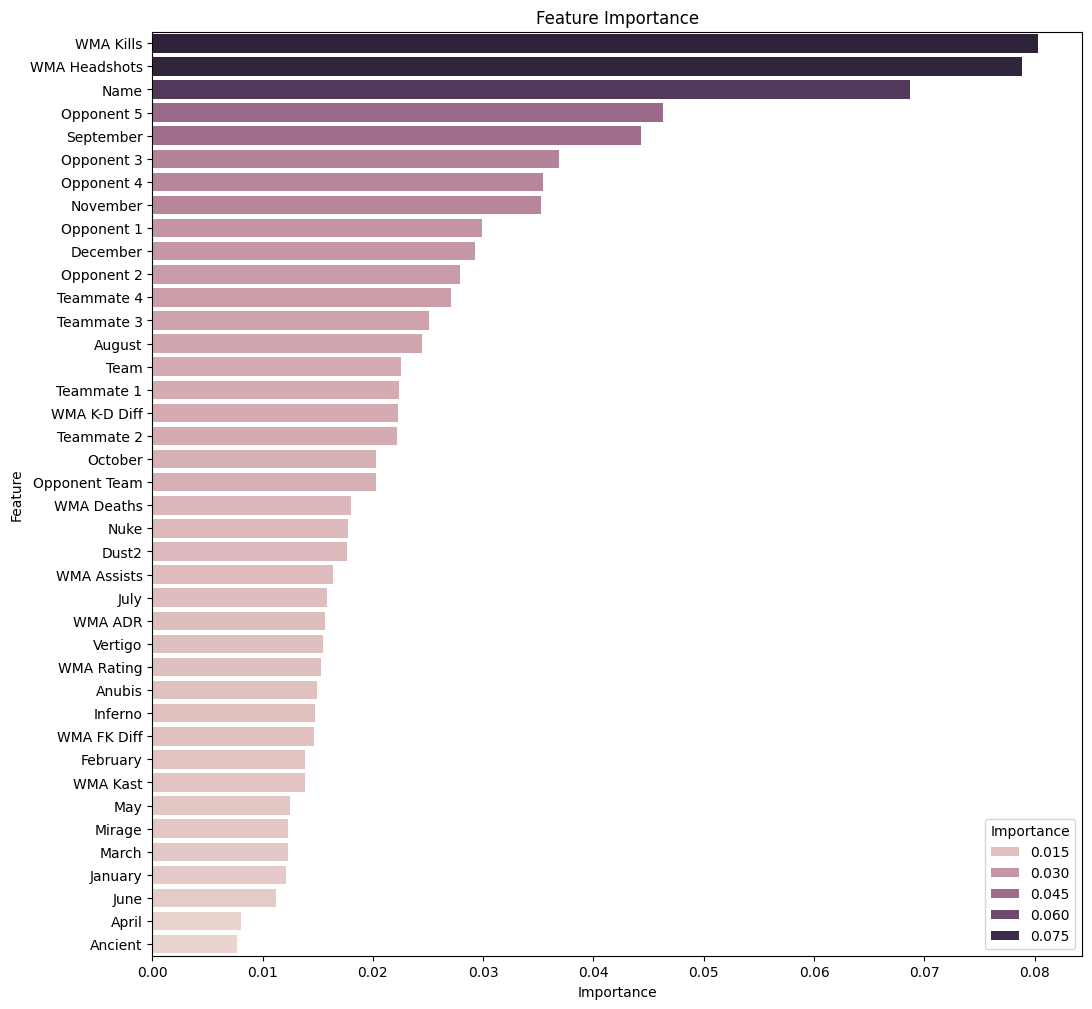 Feature Importance
WMA Kills
WMA Headshots
Name
Opponent 5
September
Opponent 3
Opponent 4
November
Opponent 1
December
Opponent 2
Teammate 4
Teammate 3
August
Team
Teammate 1
WMA K-D Diff
Teammate 2
October
Opponent Team
WMA Deaths
Nuke
Dust2
WMA Assists
July
WMA ADR
Vertigo
WMA Rating
Anubis
Inferno
WMA FK Diff
February
WMA Kast
May
Mirage
March
January
June
April
Ancient
Feature
Importance
0.015
0.030
0.045
0.060
0.075
0.00 0.01 0.02 0.03 0.04 0.05 0.06 0.07 0.08
Importance